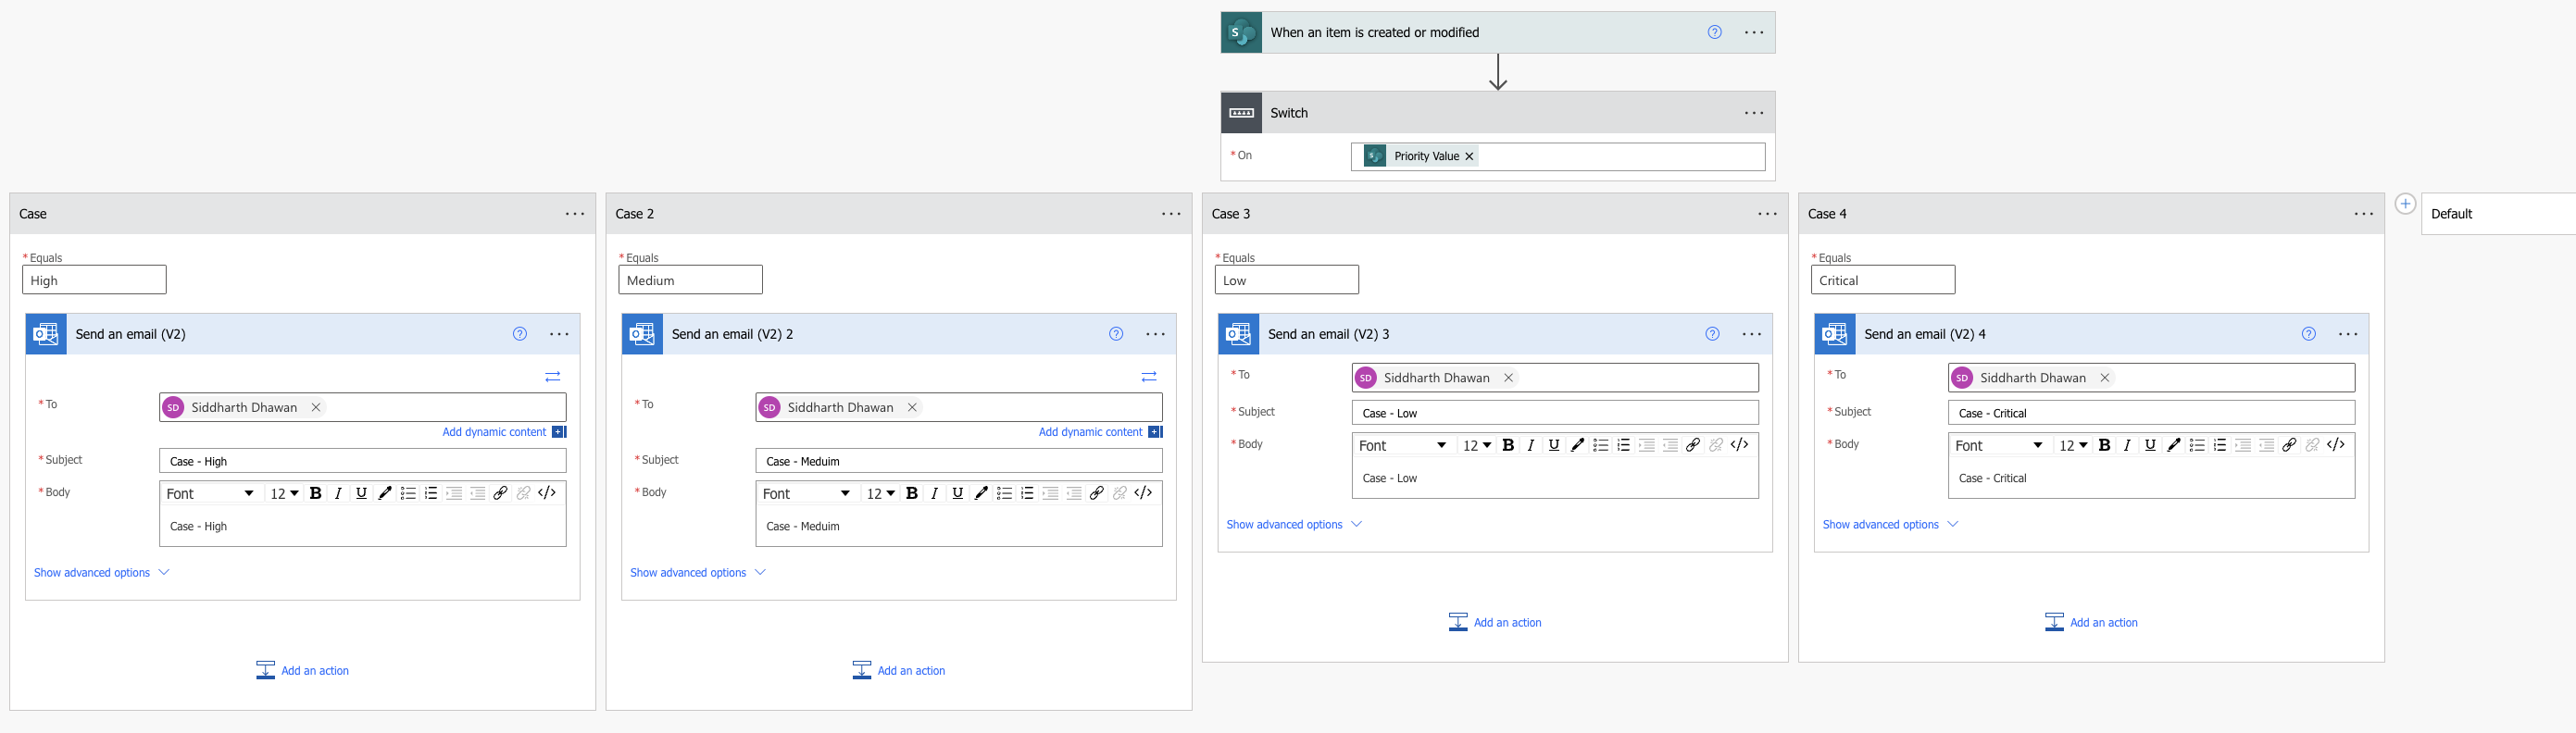 When an item is created or modified
Switch
* On
Priority Value
Case
* Equals
High
Send an email (V2)
* To
SD Siddharth Dhawan
Add dynamic content
* Subject
Case - High
* Body
Font 12 B I U </>
Case - High
Show advanced options
Add an action
Case 2
* Equals
Medium
Send an email (V2) 2
* To
SD Siddharth Dhawan
Add dynamic content
* Subject
Case - Meduim
* Body
Font 12 B I U </>
Case - Meduim
Show advanced options
Add an action
Case 3
* Equals
Low
Send an email (V2) 3
* To
SD Siddharth Dhawan
* Subject
Case - Low
* Body
Font 12 B I U </>
Case - Low
Show advanced options
Add an action
Case 4
* Equals
Critical
Send an email (V2) 4
* To
SD Siddharth Dhawan
* Subject
Case - Critical
* Body
Font 12 B I U </>
Case - Critical
Show advanced options
Add an action
Default